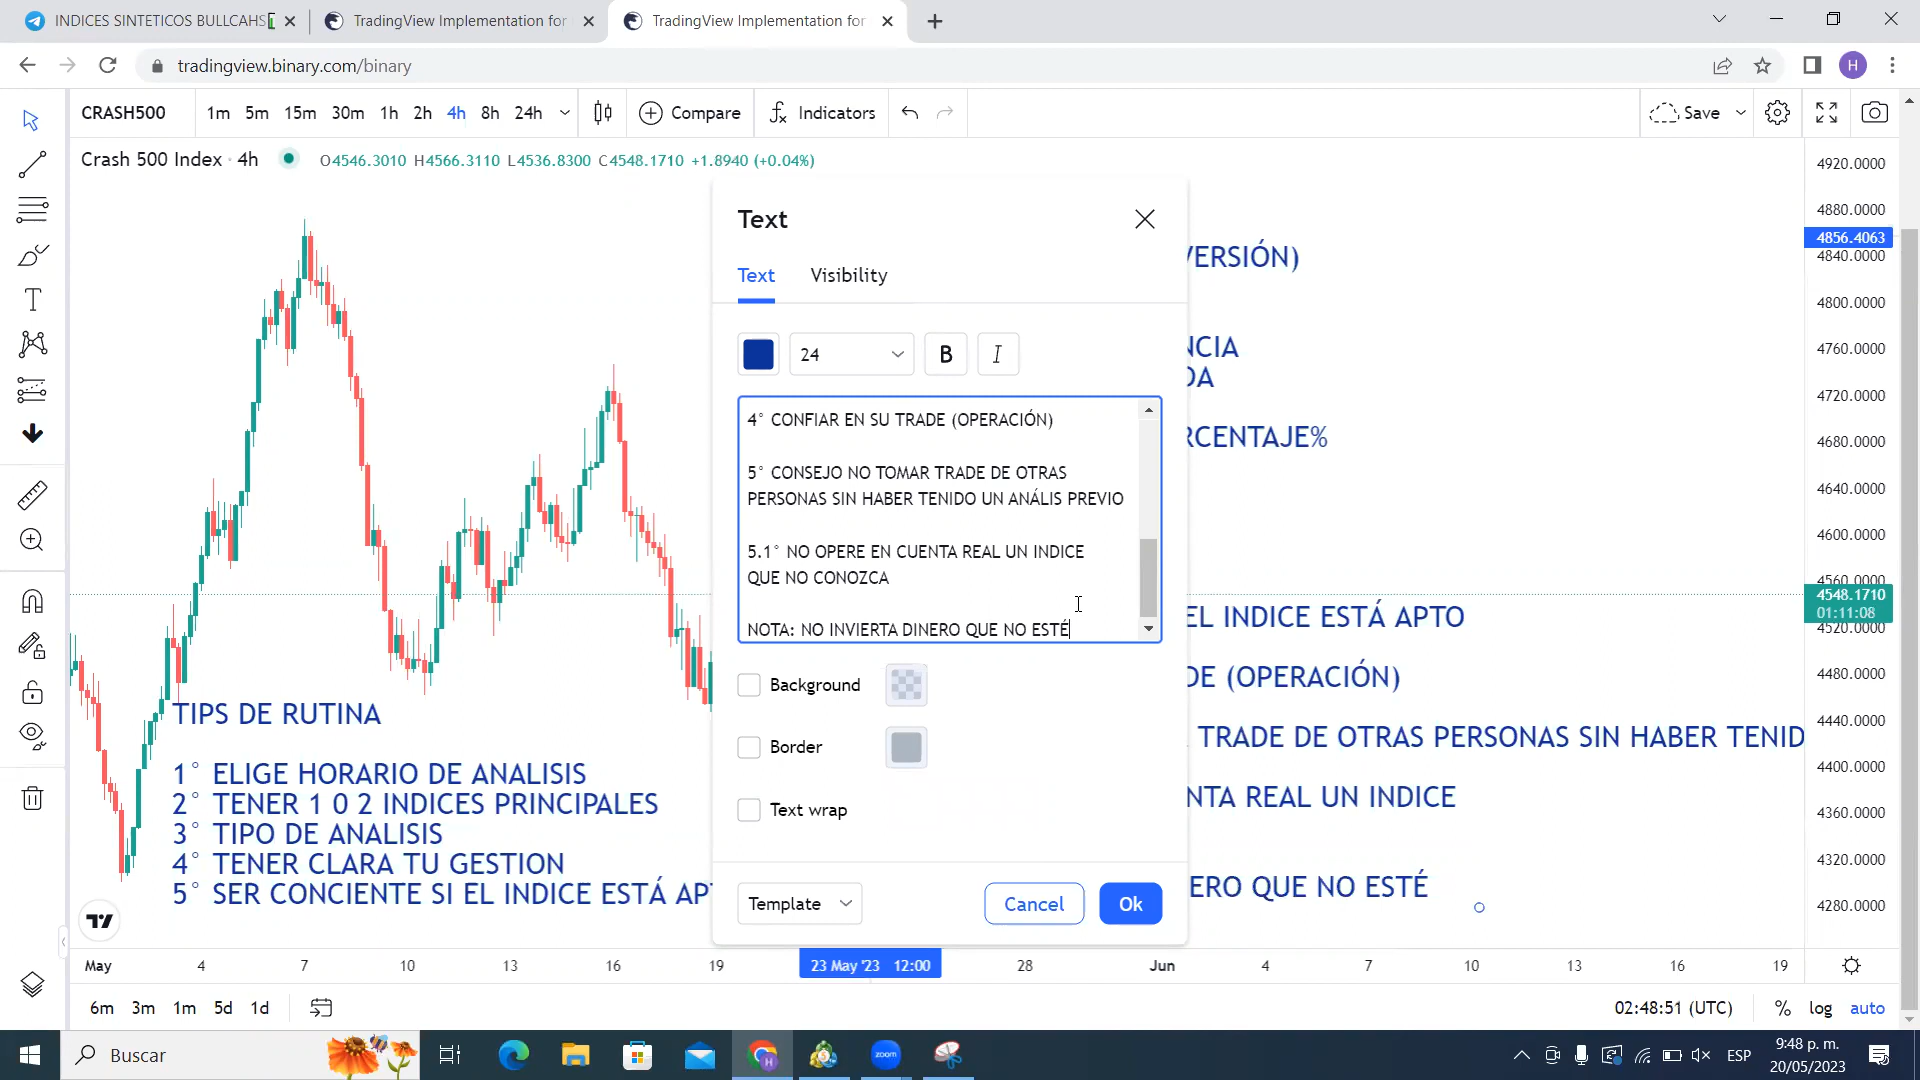 INDICES SINTETICOS BULLCAHS
TradingView Implementation for
TradingView Implementation for
tradingview.binary.com/binary
H
CRASH500
1m 5m 15m 30m 1h 2h 4h 8h 24h
Compare
Indicators
Save
Crash 500 Index · 4h
O4546.3010 H4566.3110 L4536.8300 C4548.1710 +1.8940 (+0.04%)
Text
Text Visibility
24
B I
4° CONFIAR EN SU TRADE (OPERACIÓN)
5° CONSEJO NO TOMAR TRADE DE OTRAS
PERSONAS SIN HABER TENIDO UN ANÁLIS PREVIO
5.1° NO OPERE EN CUENTA REAL UN INDICE
QUE NO CONOZCA
NOTA: NO INVIERTA DINERO QUE NO ESTÉ
Background
Border
Text wrap
Template
Cancel
Ok
TIPS DE RUTINA
1° ELIGE HORARIO DE ANALISIS
2° TENER 1 0 2 INDICES PRINCIPALES
3° TIPO DE ANALISIS
4° TENER CLARA TU GESTION
5° SER CONCIENTE SI EL INDICE ESTÁ APT
VERSIÓN)
NCIA
DA
RCENTAJE%
EL INDICE ESTÁ APTO
DE (OPERACIÓN)
TRADE DE OTRAS PERSONAS SIN HABER TENID
NTA REAL UN INDICE
ERO QUE NO ESTÉ
4920.0000
4880.0000
4856.4063
4840.0000
4800.0000
4760.0000
4720.0000
4680.0000
4640.0000
4600.0000
4560.0000
4548.1710
01:11:08
4520.0000
4480.0000
4440.0000
4400.0000
4360.0000
4320.0000
4280.0000
May 4 7 10 13 16 19 23 May '23 12:00 28 Jun 4 7 10 13 16 19
6m 3m 1m 5d 1d
02:48:51 (UTC) % log auto
Buscar
zoom
H
ESP
9:48 p. m.
20/05/2023